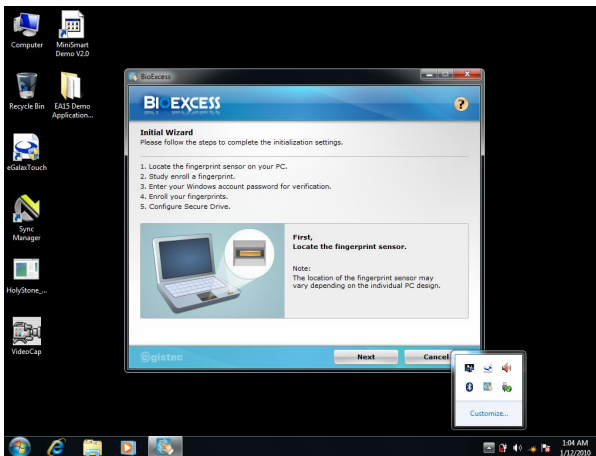 Computer
MiniSmart
Demo V2.0
Recycle Bin
EA15 Demo
Application...
eGalaxTouch
Sync
Manager
HolyStone_...
VideoCap
BioExcess
BIOEXCESS
Initial Wizard
Please follow the steps to complete the initialization settings.
1. Locate the fingerprint sensor on your PC.
2. Study enroll a fingerprint.
3. Enter your Windows account password for verification.
4. Enroll your fingerprints.
5. Configure Secure Drive.
First,
Locate the fingerprint sensor.
Note:
The location of the fingerprint sensor may
vary depending on the individual PC design.
egistec
Next
Cancel
Customize...
1:04 AM
1/12/2010